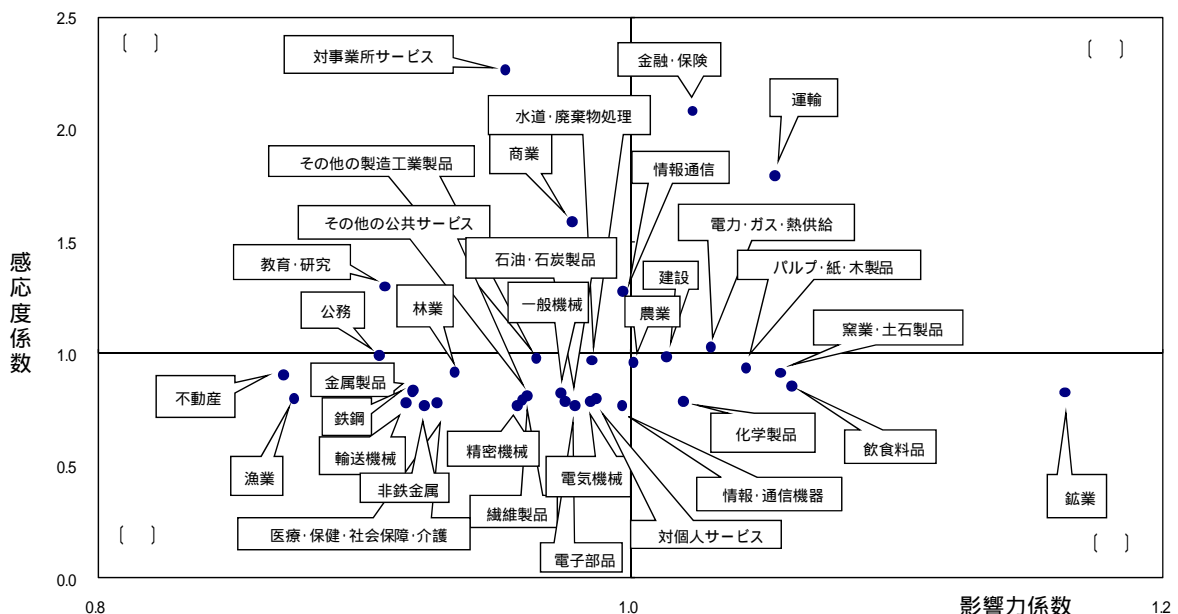 2.5
〔 〕
〔 〕
対事業所サービス
金融・保険
運輸
水道・廃棄物処理
2.0
商業
その他の製造工業製品
情報通信
その他の公共サービス
電力・ガス・熱供給
1.5
教育・研究
石油・石炭製品
パルプ・紙・木製品
建設
感応度係数
公務
林業
一般機械
農業
窯業・土石製品
1.0
金属製品
不動産
鉄鋼
化学製品
飲食料品
輸送機械
精密機械
漁業
電気機械
0.5
非鉄金属
情報・通信機器
鉱業
繊維製品
医療・保健・社会保障・介護
対個人サービス
〔 〕
〔 〕
電子部品
0.0
0.8
1.0
影響力係数
1.2